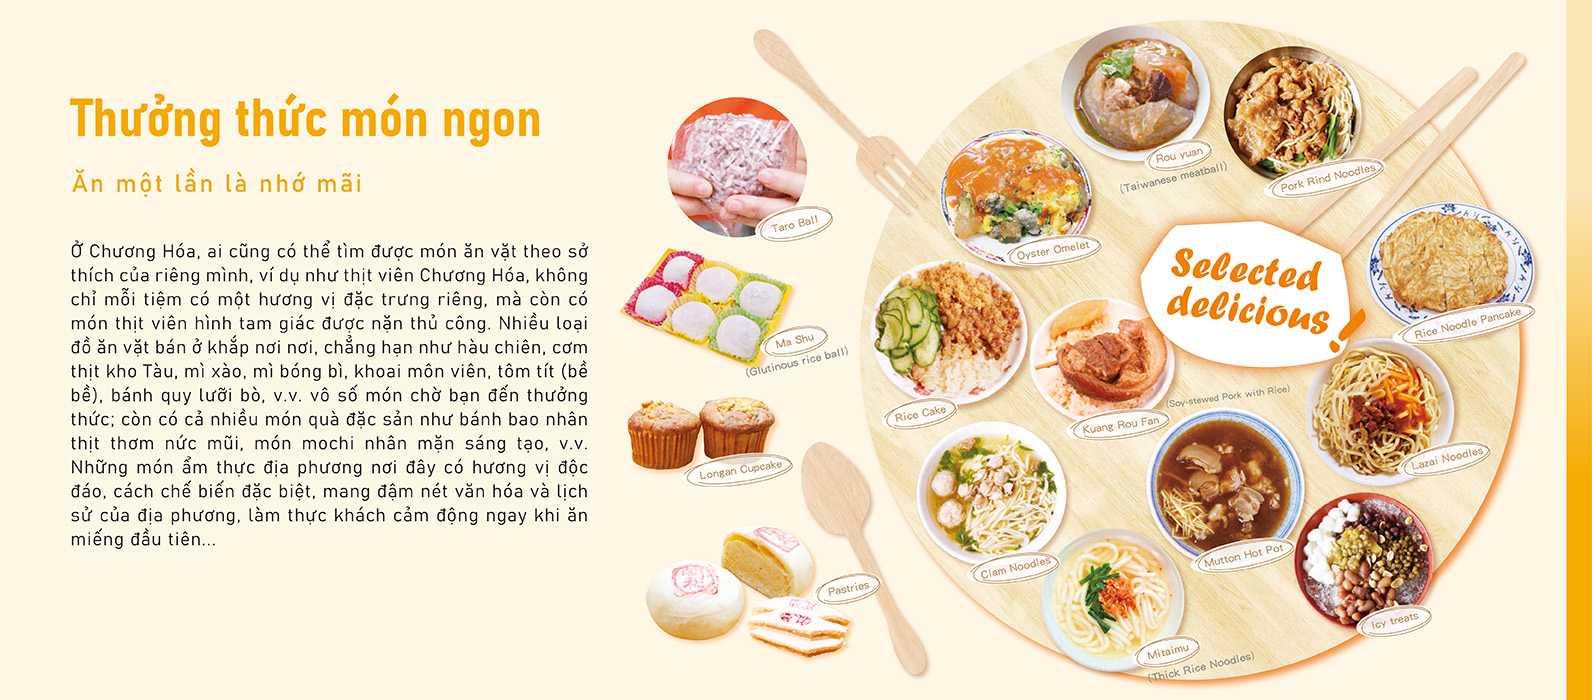 Thưởng thức món ngon
Ăn một lần là nhớ mãi
Ở Chương Hóa, ai cũng có thể tìm được món ăn vặt theo sở
thích của riêng mình, ví dụ như thịt viên Chương Hóa, không
chỉ mỗi tiệm có một hương vị đặc trưng riêng, mà còn có
món thịt viên hình tam giác được nặn thủ công. Nhiều loại
đồ ăn vặt bán ở khắp nơi nơi, chẳng hạn như hàu chiên, cơm
thịt kho Tàu, mì xào, mì bóng bì, khoai môn viên, tôm tít (bề
bề), bánh quy lưỡi bò, v.v. vô số món chờ bạn đến thưởng
thức; còn có cả nhiều món quà đặc sản như bánh bao nhân
thịt thơm nức mũi, món mochi nhân mặn sáng tạo, v.v.
Những món ẩm thực địa phương nơi đây có hương vị độc
đáo, cách chế biến đặc biệt, mang đậm nét văn hóa và lịch
sử của địa phương, làm thực khách cảm động ngay khi ăn
miếng đầu tiên...
Taro Ball
Ma Shu
(Glutinous rice ball)
Longan Cupcake
Pastries
Rou yuan
(Taiwanese meatball)
Pork Rind Noodles
Oyster Omelet
Selected
delicious!
Rice Noodle Pancake
Rice Cake
Kuang Rou Fan
(Soy-stewed Pork with Rice)
Lazai Noodles
Clam Noodles
Mutton Hot Pot
Icy treats
Mitaimu
(Thick Rice Noodles)